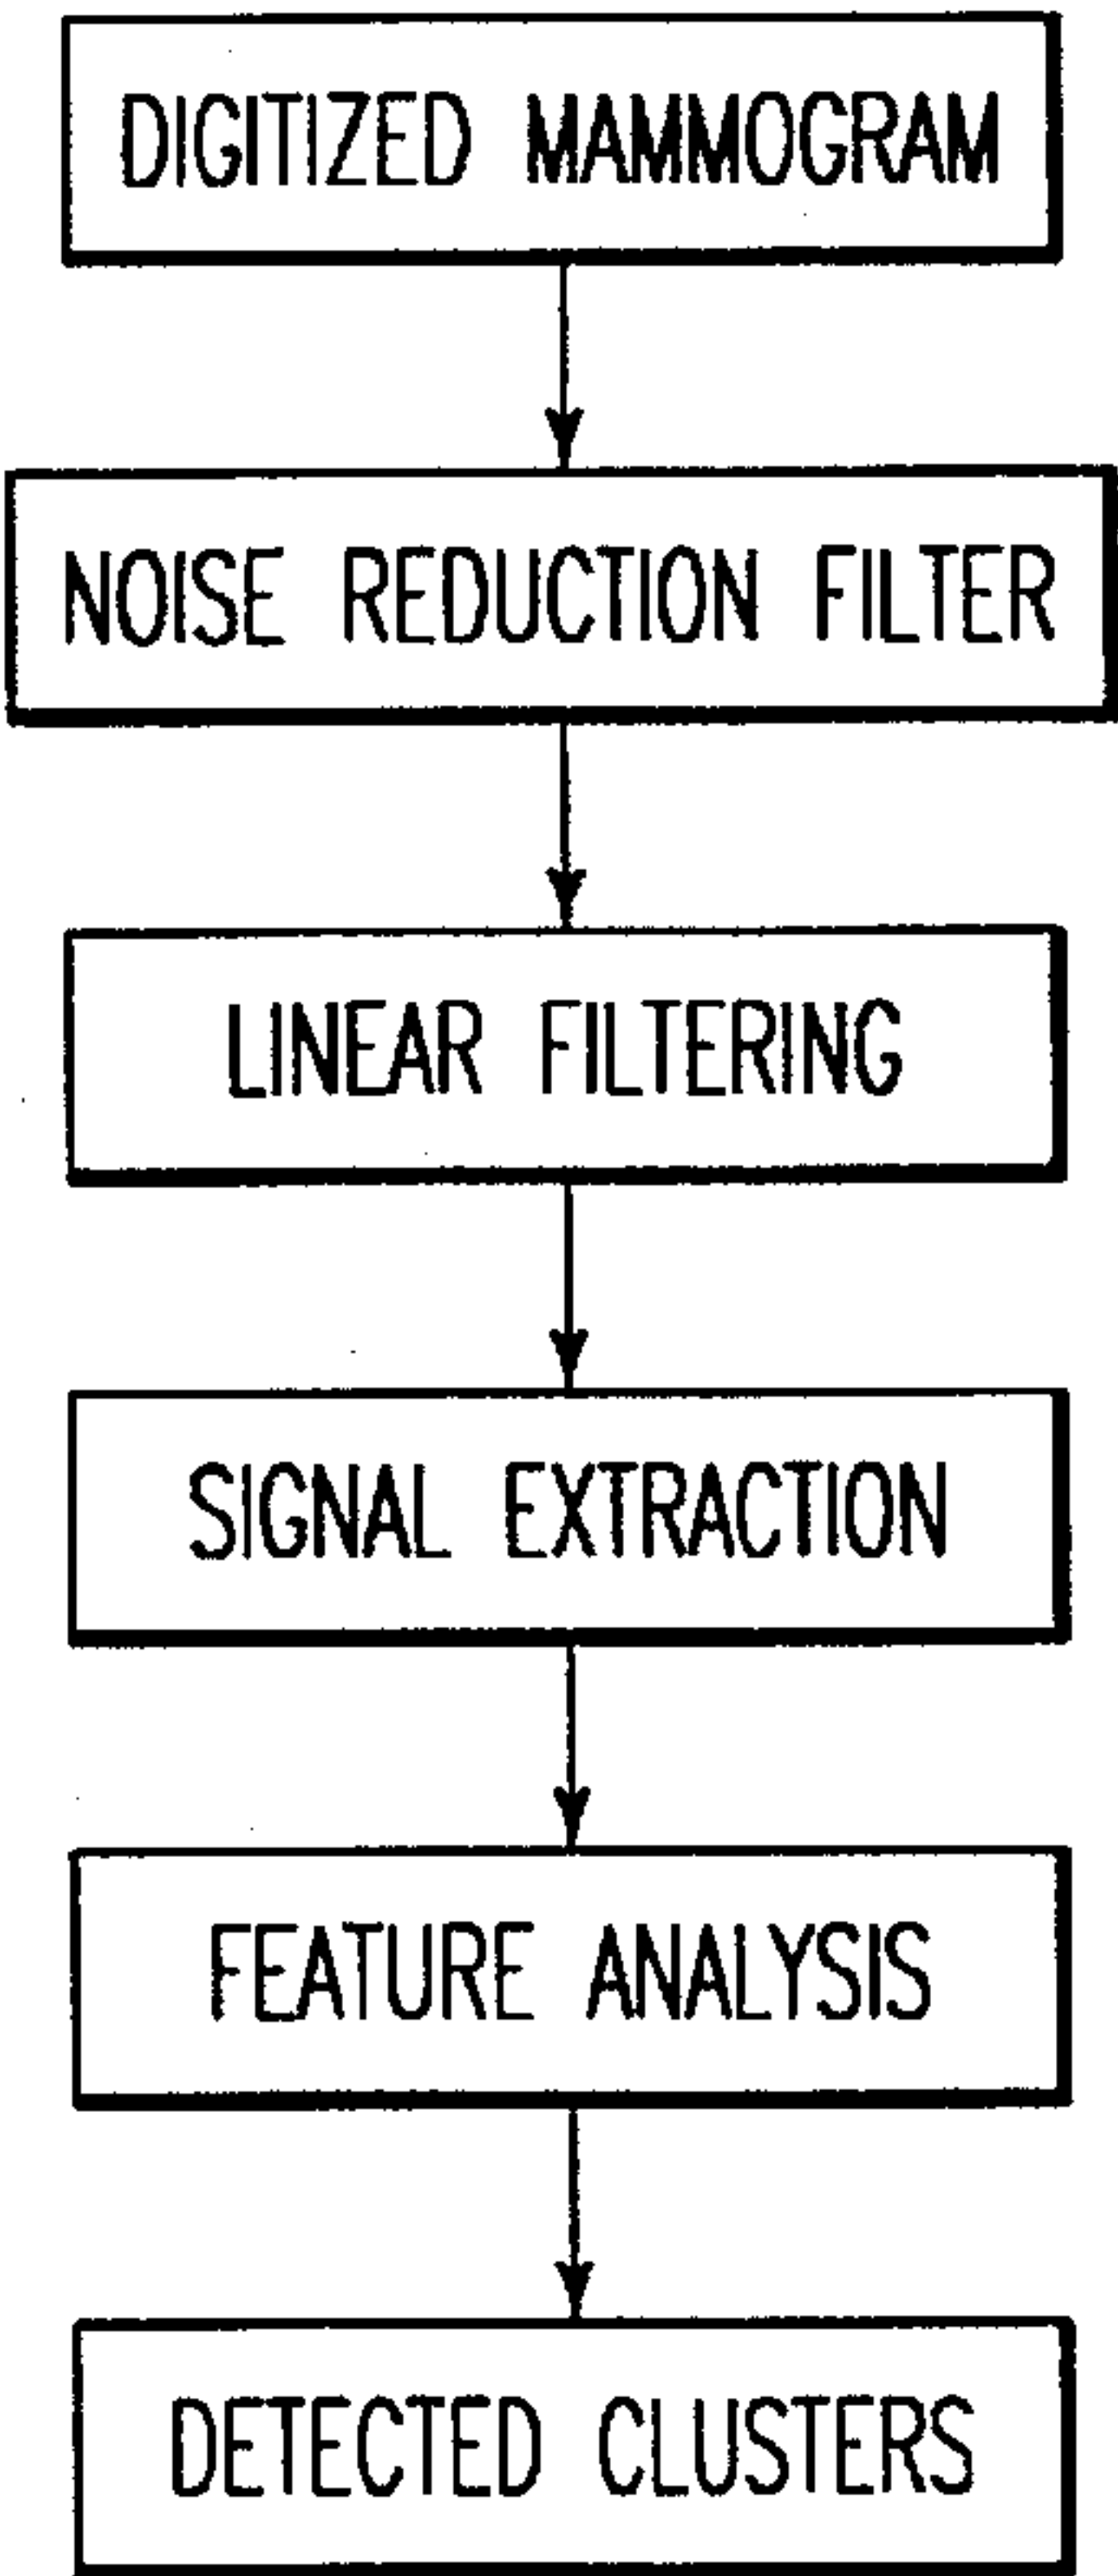 DIGITIZED MAMMOGRAM
NOISE REDUCTION FILTER
LINEAR FILTERING
SIGNAL EXTRACTION
FEATURE ANALYSIS
DETECTED CLUSTERS